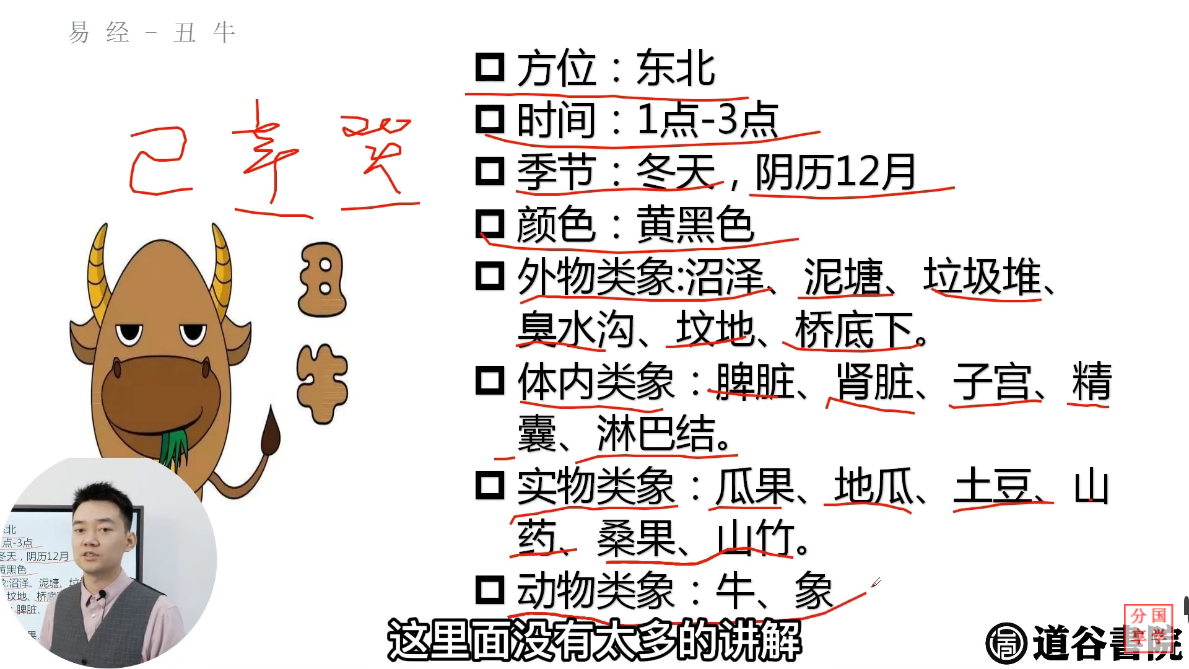 易经-丑牛
己 辛 癸
丑
牛
方位：东北
时间：1点-3点
季节：冬天，阴历12月
颜色：黄黑色
外物类象:沼泽、泥塘、垃圾堆、
臭水沟、坟地、桥底下。
体内类象：脾脏、肾脏、子宫、精
囊、淋巴结。
实物类象：瓜果、地瓜、土豆、山
药、桑果、山竹。
动物类象：牛、象
这里面没有太多的讲解
道谷書院
分国
享学